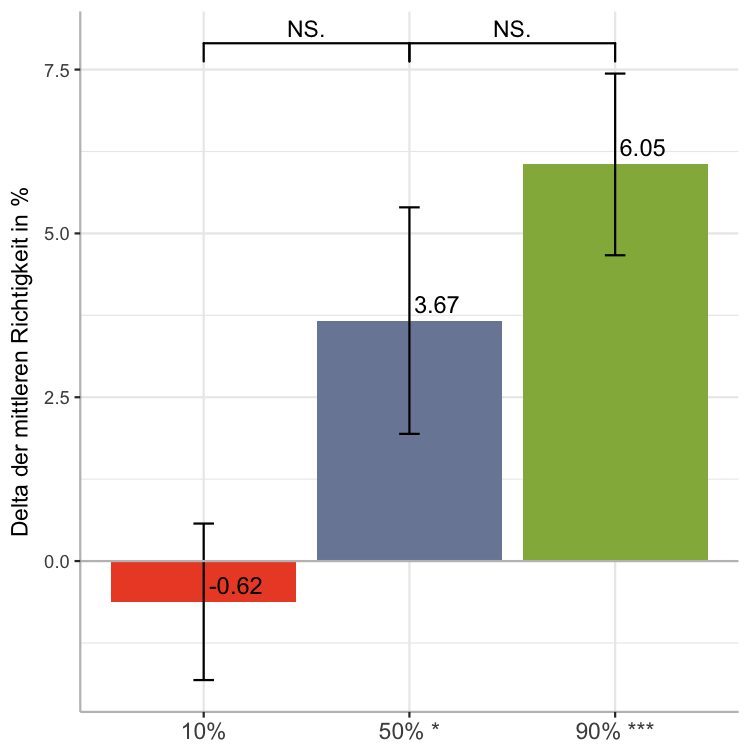 NS. NS.
7.5
6.05
5.0
3.67
2.5
0.0
-0.62
Delta der mittleren Richtigkeit in %
10% 50% * 90% ***